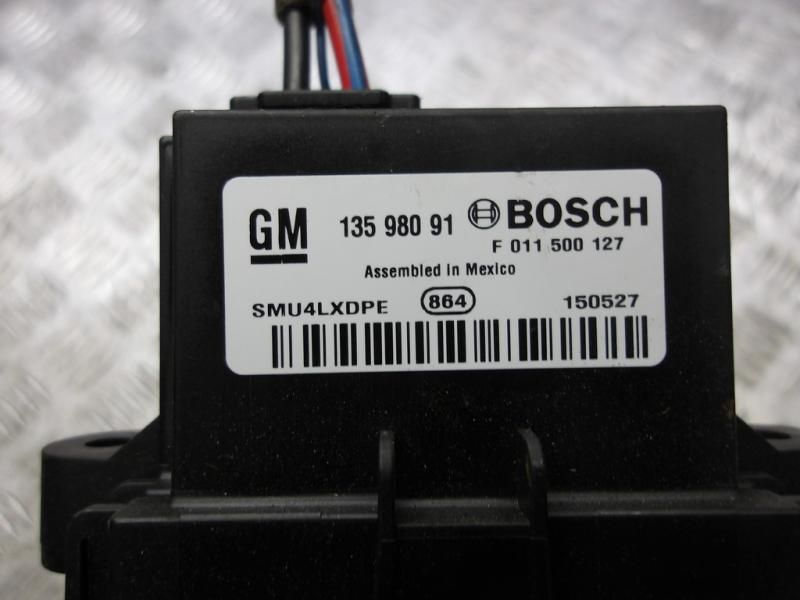 GM 135 980 91 BOSCH
F 011 500 127
Assembled in Mexico
SMU4LXDPE 864 150527